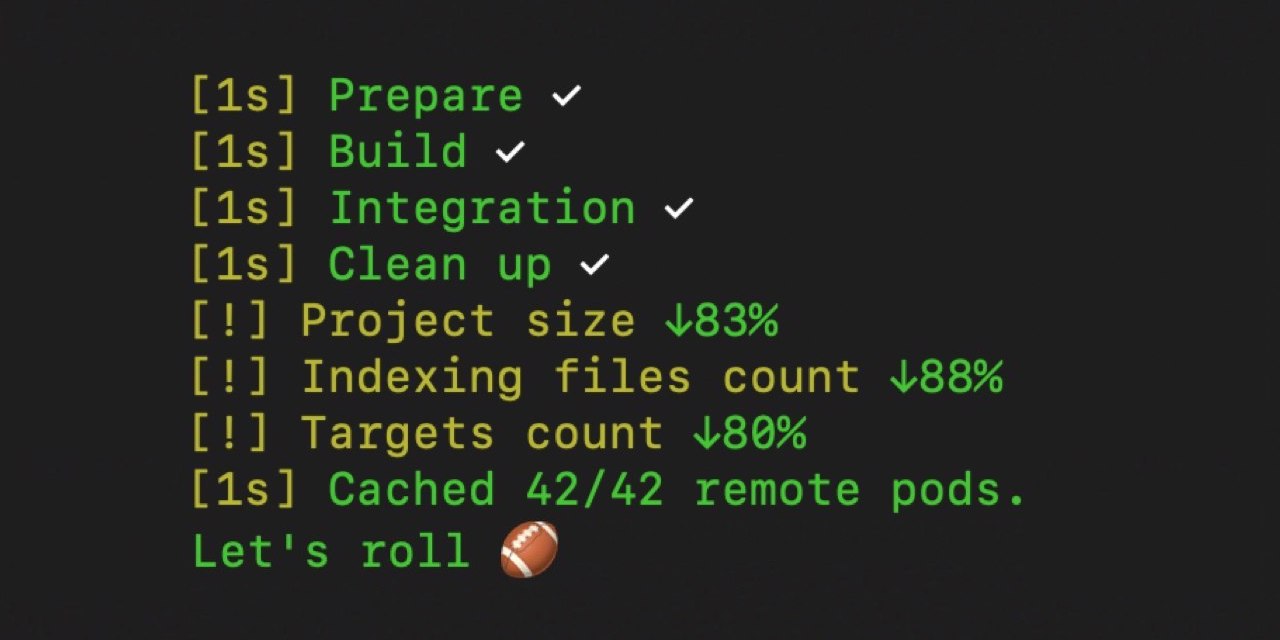 [1s] Prepare ✓
[1s] Build ✓
[1s] Integration ✓
[1s] Clean up ✓
[!] Project size ↓83%
[!] Indexing files count ↓88%
[!] Targets count ↓80%
[1s] Cached 42/42 remote pods.
Let's roll 🏈